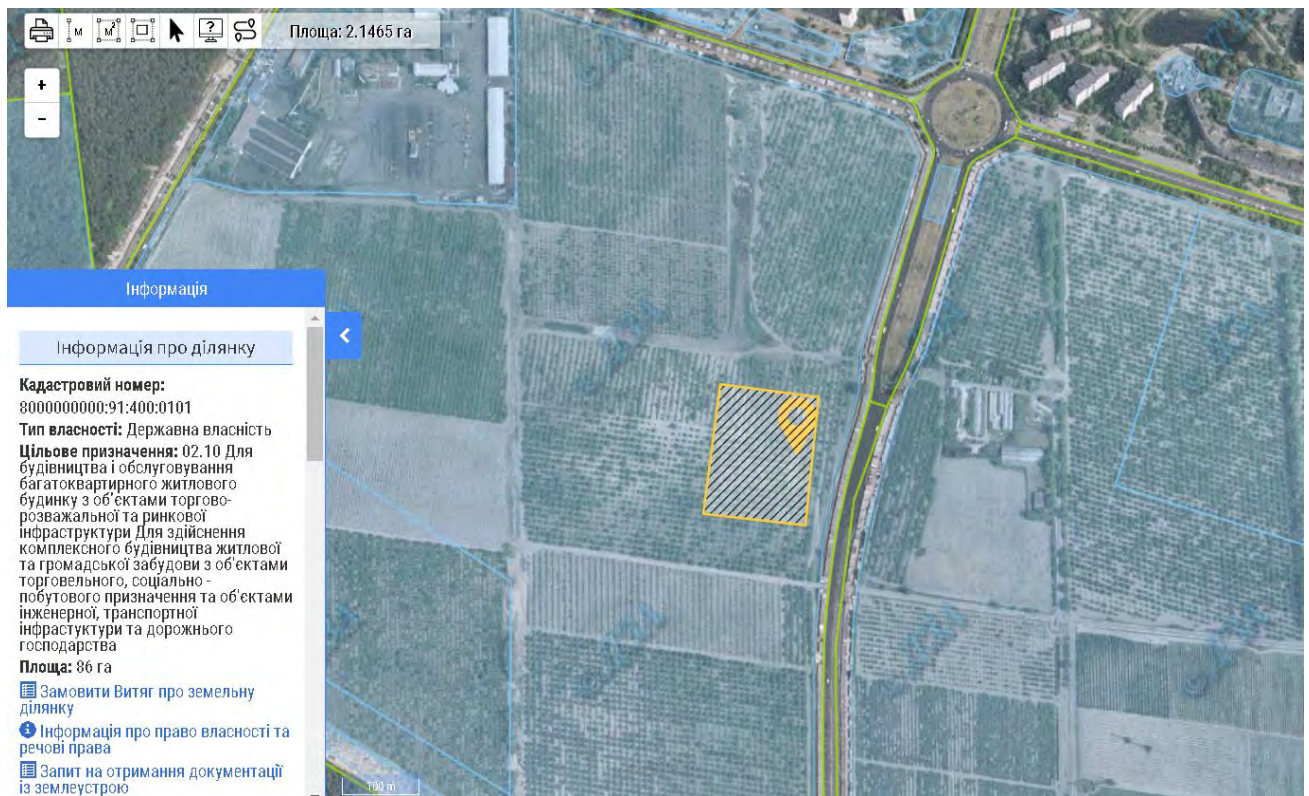 М
М²
?
Площа: 2.1465 га
+
-
Інформація
Інформація про ділянку
Кадастровий номер:
8000000000:91:400:0101
Тип власності: Державна власність
Цільове призначення: 02.10 Для
будівництва і обслуговування
багатоквартирного житлового
будинку з об'єктами торгово-
розважальної та ринкової
інфраструктури Для здійснення
комплексного будівництва житлової
та громадської забудови з об'єктами
торговельного, соціально -
побутового призначення та об'єктами
інженерної, транспортної
інфрастуктури та дорожнього
господарства
Площа: 86 га
Замовити Витяг про земельну
ділянку
Інформація про право власності та
речові права
Запит на отримання документації
із землеустрою
100 m